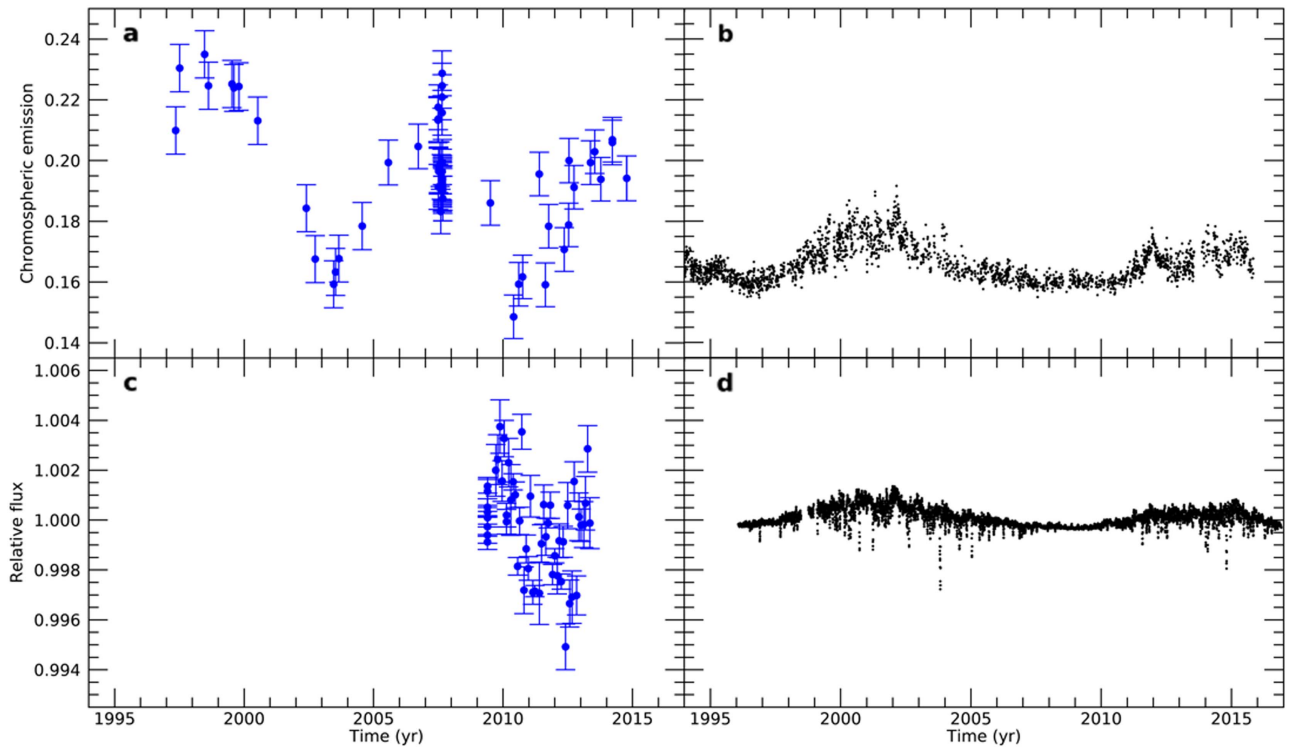 a
b
0.24
0.22
0.20
0.18
0.16
0.14
Chromospheric emission
c
d
1.006
1.004
1.002
1.000
0.998
0.996
0.994
Relative flux
1995 2000 2005 2010 2015 1995 2000 2005 2010 2015
Time (yr) Time (yr)